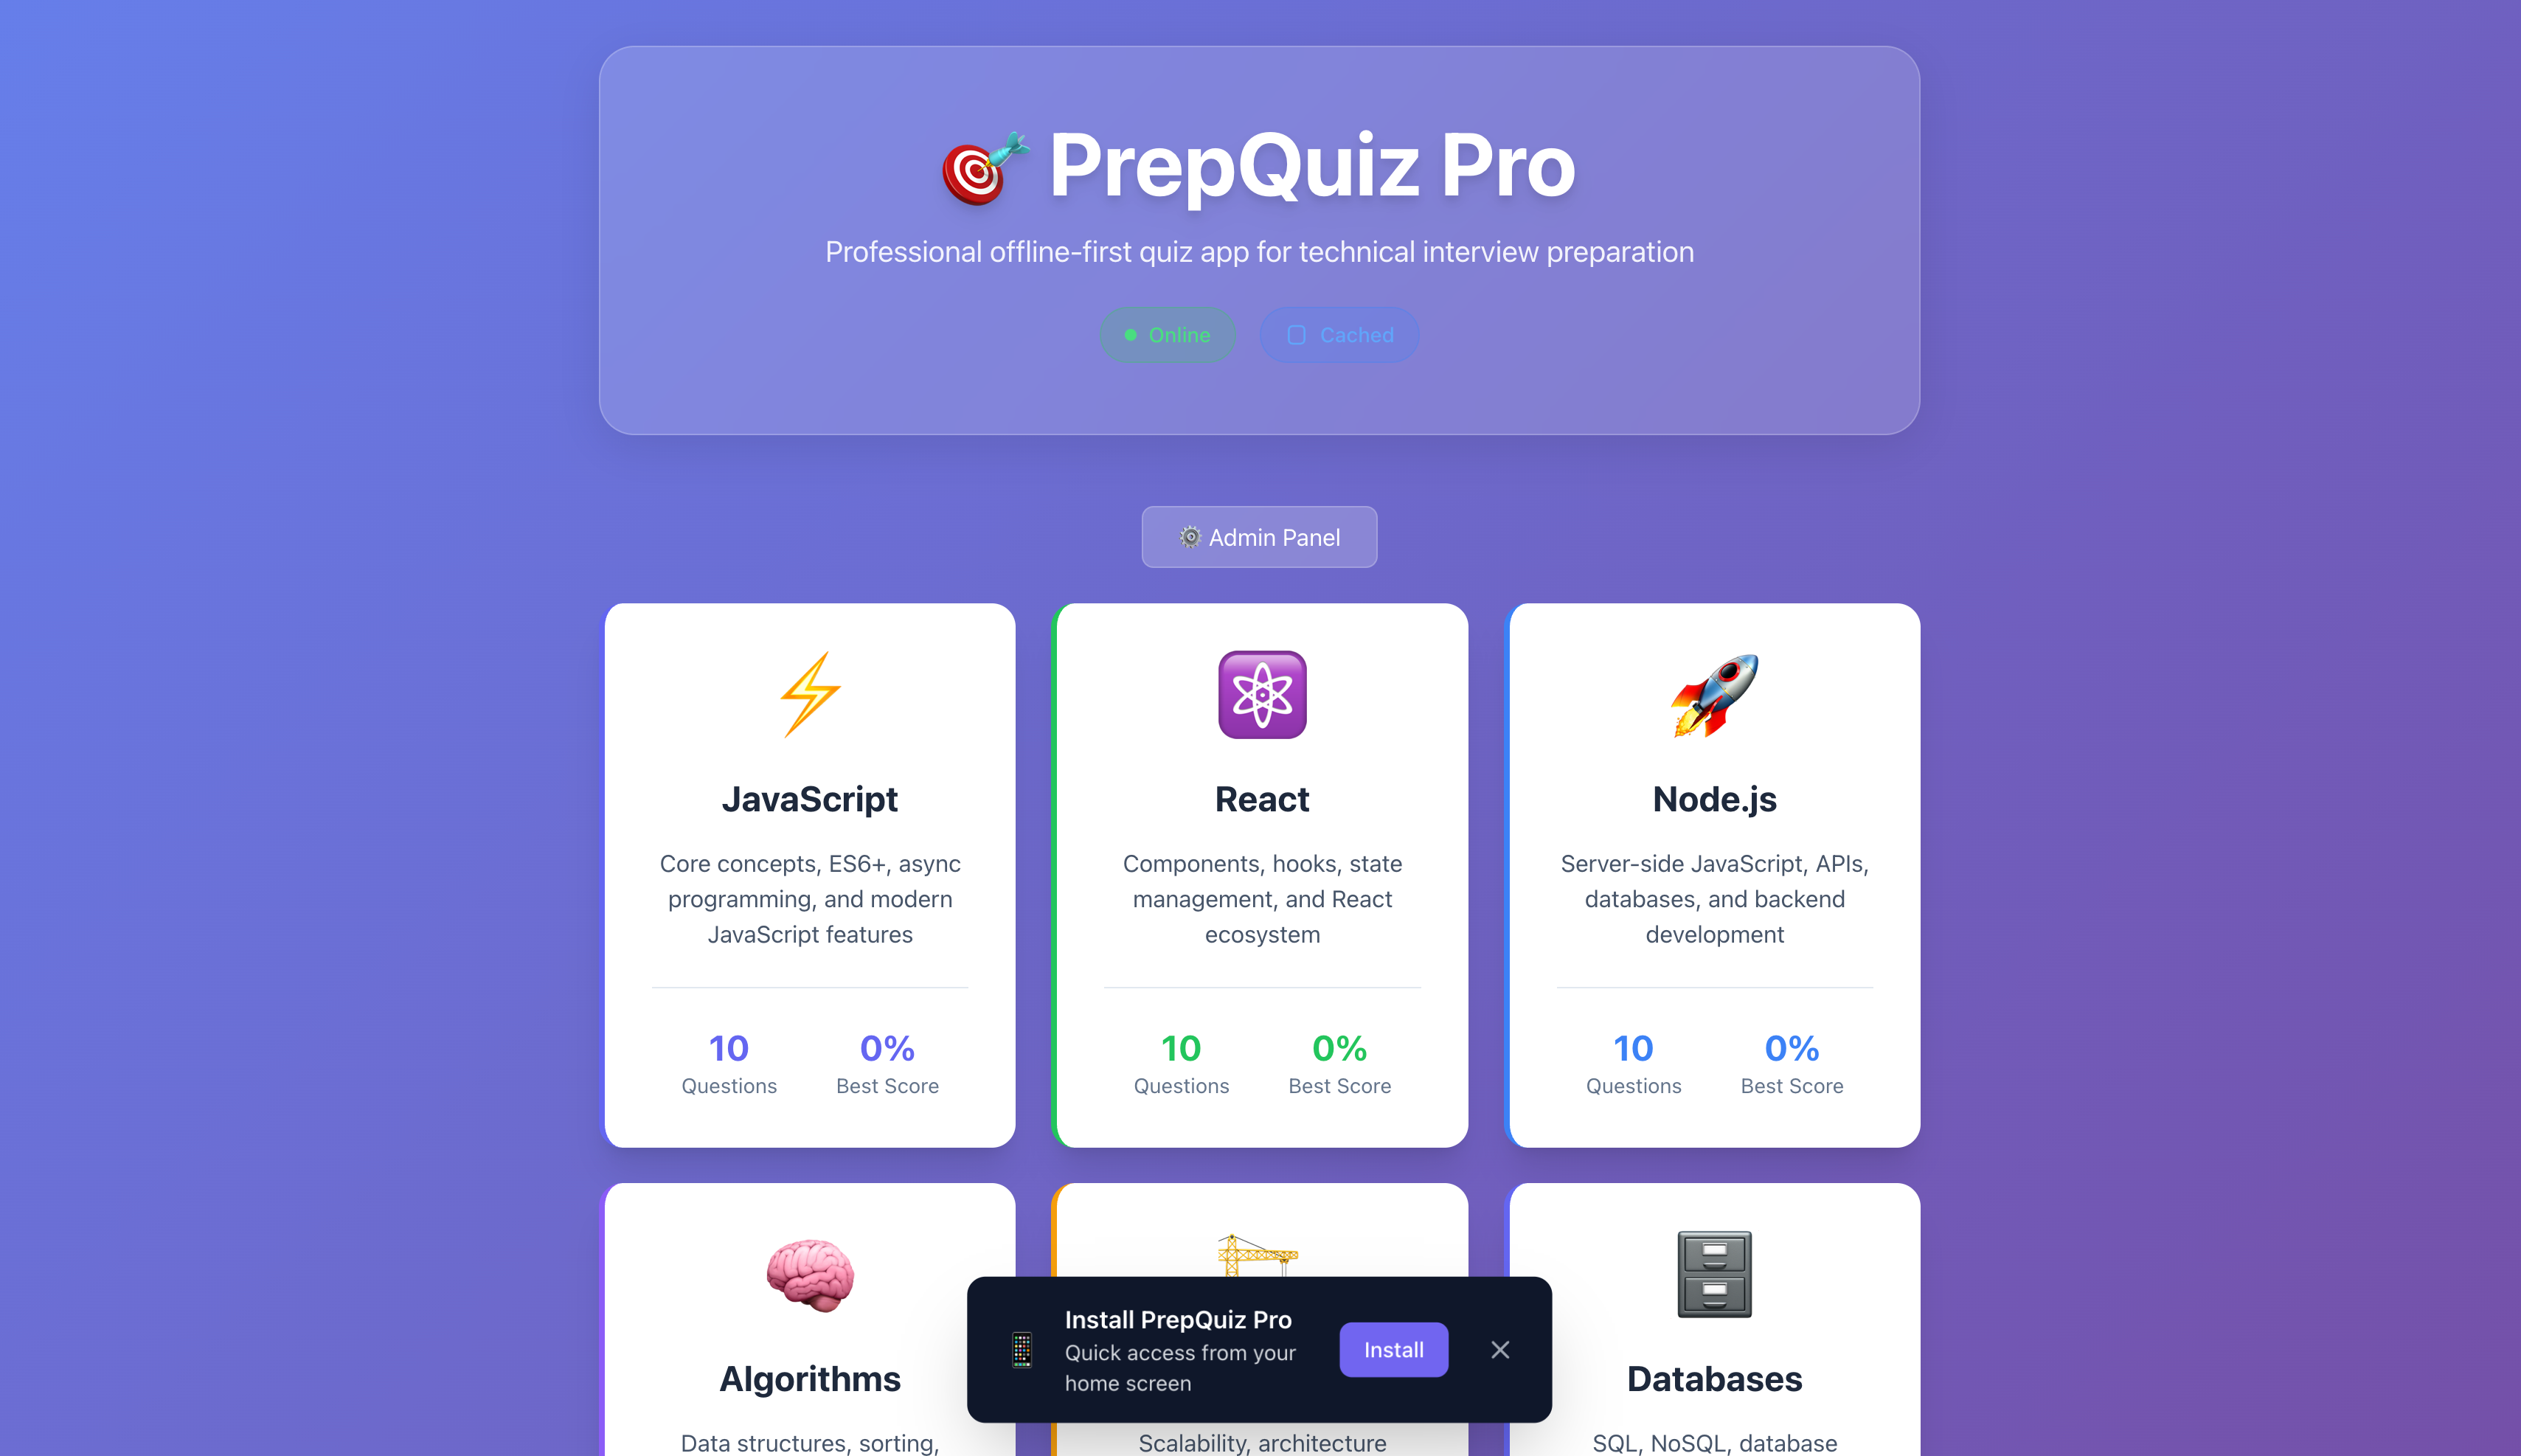 PrepQuiz Pro
Professional offline-first quiz app for technical interview preparation
Online
Cached
Admin Panel
JavaScript
Core concepts, ES6+, async
programming, and modern
JavaScript features
10
Questions
0%
Best Score
React
Components, hooks, state
management, and React
ecosystem
10
Questions
0%
Best Score
Node.js
Server-side JavaScript, APIs,
databases, and backend
development
10
Questions
0%
Best Score
Algorithms
Data structures, sorting,
Scalability, architecture
Databases
SQL, NoSQL, database
Install PrepQuiz Pro
Quick access from your
home screen
Install